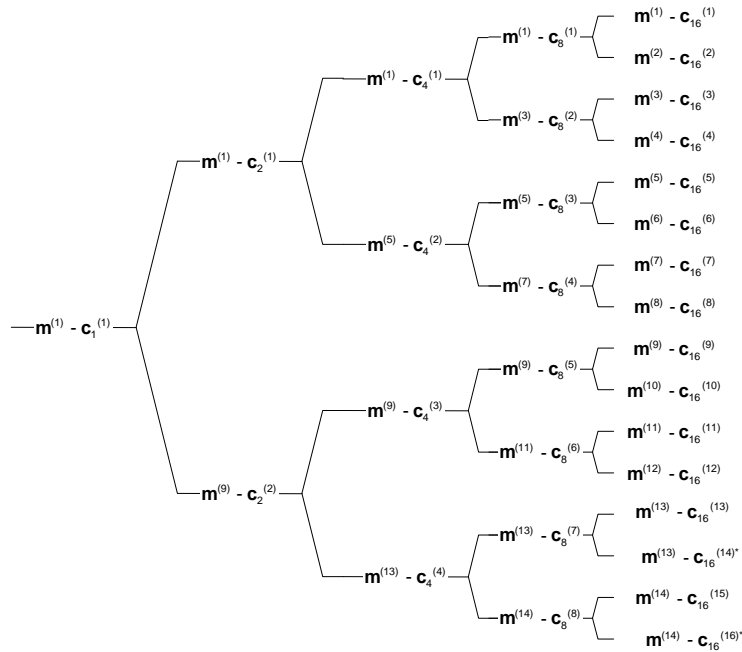 m⁽¹⁾ - c₁⁽¹⁾
m⁽¹⁾ - c₂⁽¹⁾
m⁽⁹⁾ - c₂⁽²⁾
m⁽¹⁾ - c₄⁽¹⁾
m⁽⁵⁾ - c₄⁽²⁾
m⁽⁹⁾ - c₄⁽³⁾
m⁽¹³⁾ - c₄⁽⁴⁾
m⁽¹⁾ - c₈⁽¹⁾
m⁽³⁾ - c₈⁽²⁾
m⁽⁵⁾ - c₈⁽³⁾
m⁽⁷⁾ - c₈⁽⁴⁾
m⁽⁹⁾ - c₈⁽⁵⁾
m⁽¹¹⁾ - c₈⁽⁶⁾
m⁽¹³⁾ - c₈⁽⁷⁾
m⁽¹⁴⁾ - c₈⁽⁸⁾
m⁽¹⁾ - c₁₆⁽¹⁾
m⁽²⁾ - c₁₆⁽²⁾
m⁽³⁾ - c₁₆⁽³⁾
m⁽⁴⁾ - c₁₆⁽⁴⁾
m⁽⁵⁾ - c₁₆⁽⁵⁾
m⁽⁶⁾ - c₁₆⁽⁶⁾
m⁽⁷⁾ - c₁₆⁽⁷⁾
m⁽⁸⁾ - c₁₆⁽⁸⁾
m⁽⁹⁾ - c₁₆⁽⁹⁾
m⁽¹⁰⁾ - c₁₆⁽¹⁰⁾
m⁽¹¹⁾ - c₁₆⁽¹¹⁾
m⁽¹²⁾ - c₁₆⁽¹²⁾
m⁽¹³⁾ - c₁₆⁽¹³⁾
m⁽¹³⁾ - c₁₆⁽¹⁴⁾*
m⁽¹⁴⁾ - c₁₆⁽¹⁵⁾
m⁽¹⁴⁾ - c₁₆⁽¹⁶⁾*